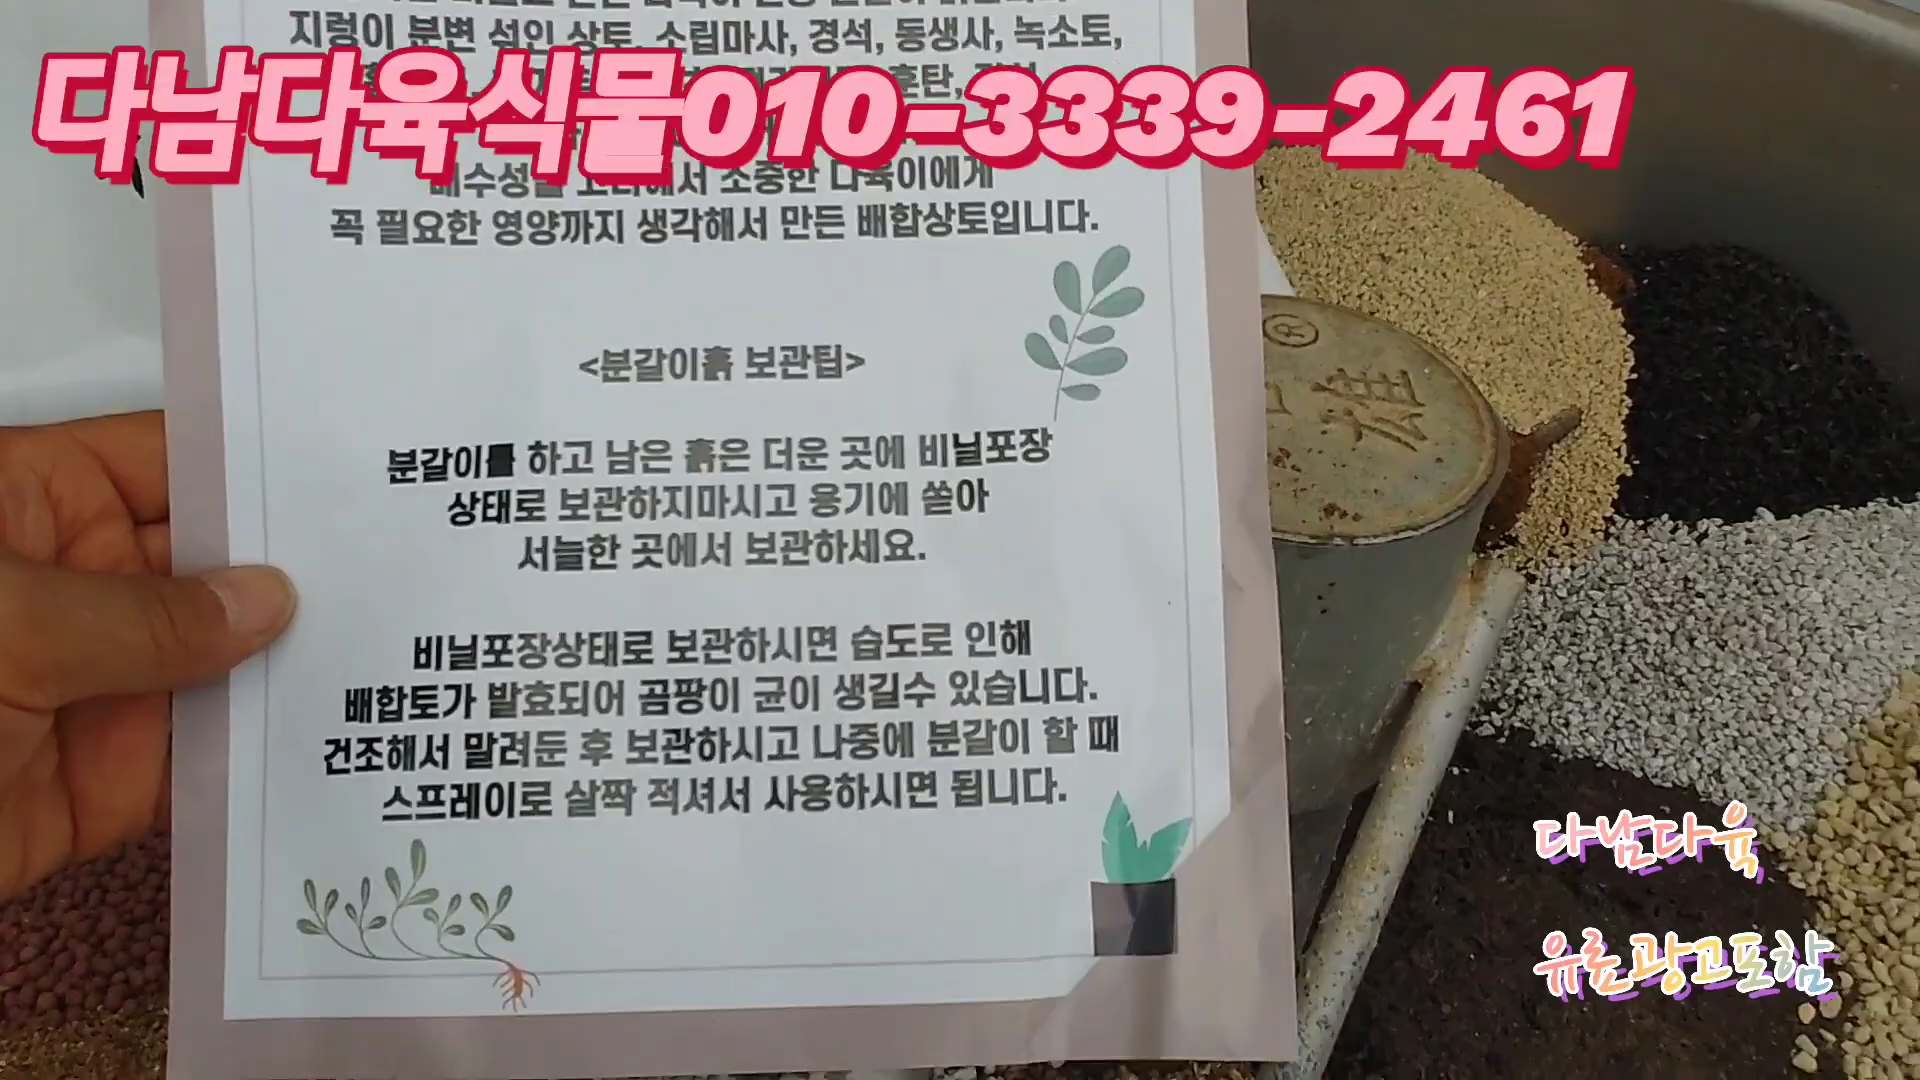 지렁이 분변 섞인 상토, 소립마사, 경석, 동생사, 녹소토,
훈탄,
다남다육식물010-3339-2461
배수성을 고려해서 소중한 다육이에게
꼭 필요한 영양까지 생각해서 만든 배합상토입니다.
<분갈이흙 보관팁>
분갈이를 하고 남은 흙은 더운 곳에 비닐포장
상태로 보관하지마시고 용기에 쏟아
서늘한 곳에서 보관하세요.
비닐포장상태로 보관하시면 습도로 인해
배합토가 발효되어 곰팡이 균이 생길수 있습니다.
건조해서 말려둔 후 보관하시고 나중에 분갈이 할 때
스프레이로 살짝 적셔서 사용하시면 됩니다.
®
다남다육
유료광고포함